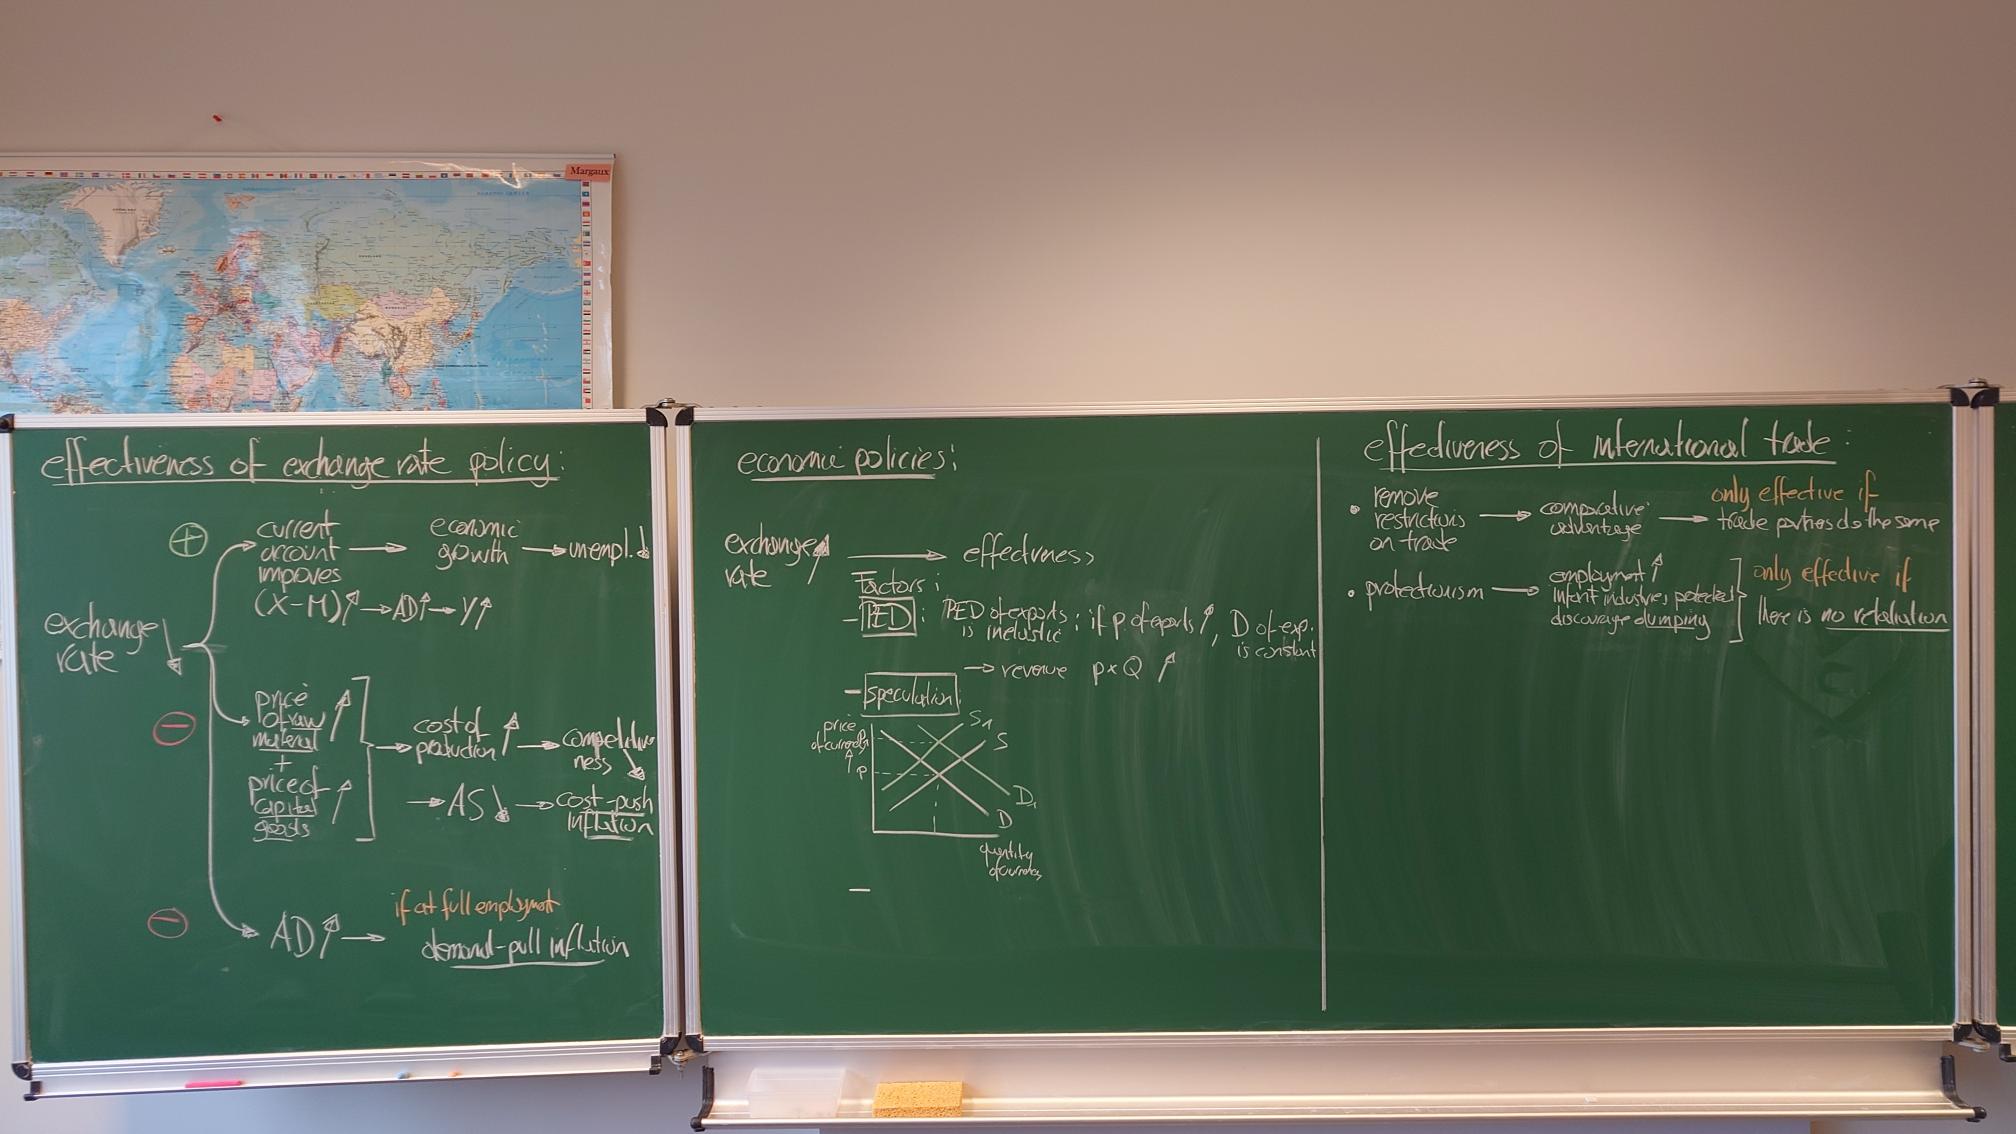 Margaux
effectiveness of exchange rate policy:
+
current
account
improves
(X-M)↑ → AD↑ → Y↑
→ economic
growth
→ unempl.↓
exchange
rate ↓
-
price
of raw
material ↑
+
price of
capital
goods ↑
→ cost of
production ↑
→ competitive
ness ↓
→ AS↓ → cost-push
inflation
-
AD↑ →
if at full employment
demand-pull inflation
economic policies:
exchange
rate ↑
→ effectiveness
Factors:
- PED: PED of exports: if p. of exports ↑, D of exp.
is inelastic
is constant
→ revenue p×Q ↑
- speculation:
price
of currency
↑
P
S1
S
D1
D
quantity
of currency
-
effectiveness of international trade:
• remove
restrictions
on trade
→ comparative
advantage
→ only effective if
trade partners do the same
• protectionism
→ employment ↑
infant industries protected
discourage dumping
only effective if
there is no retaliation